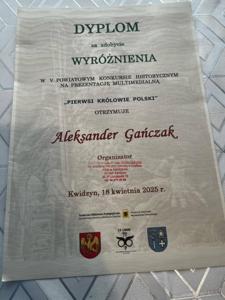 DYPLOM
za zdobycie
WYRÓŻNIENIA
W V POWIATOWYM KONKURSIE HISTORYCZNYM
NA PREZENTACJĘ MULTIMEDIALNĄ
„PIERWSI KRÓLOWIE POLSKI"
OTRZYMUJE
Aleksander Gańczak
Organizator
Kwidzyn, 18 kwietnia 2025 r.